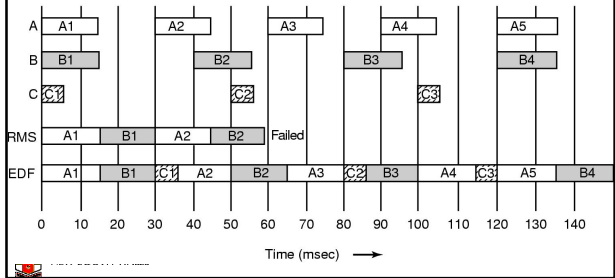 A A1 A2 A3 A4 A5
B B1 B2 B3 B4
C C1 C2 C3
RMS A1 B1 A2 B2 Failed
EDF A1 B1 C1 A2 B2 A3 C2 B3 A4 C3 A5 B4
0 10 20 30 40 50 60 70 80 90 100 110 120 130 140
Time (msec)